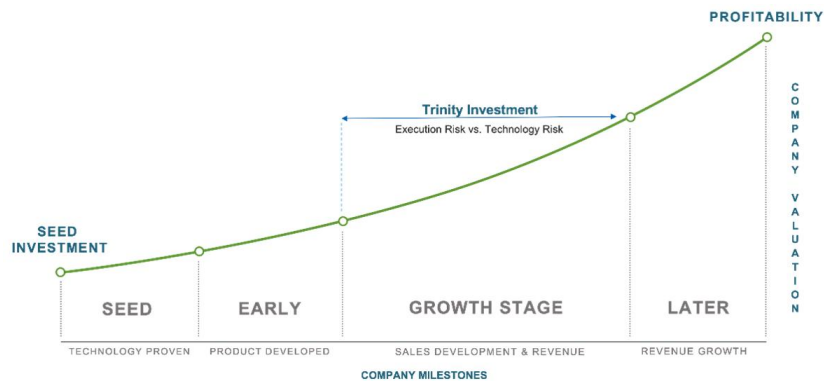 PROFITABILITY
Trinity Investment
Execution Risk vs. Technology Risk
COMPANY VALUATION
SEED
INVESTMENT
SEED
EARLY
GROWTH STAGE
LATER
TECHNOLOGY PROVEN
PRODUCT DEVELOPED
SALES DEVELOPMENT & REVENUE
REVENUE GROWTH
COMPANY MILESTONES